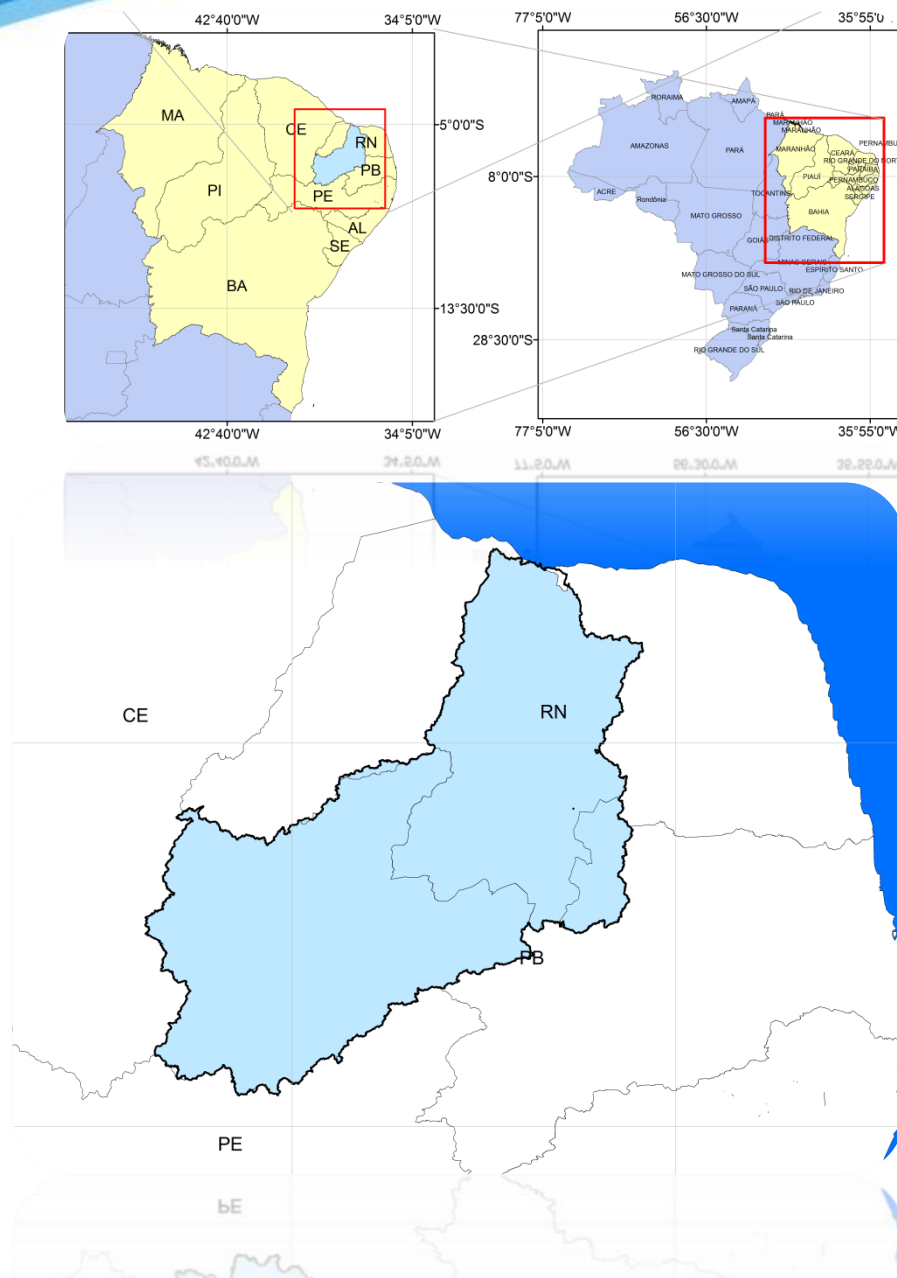 42°40'0"W
34°5'0"W
MA
CE
RN
PB
PI
PE
AL
SE
BA
5°0'0"S
13°30'0"S
42°40'0"W
34°5'0"W
77°5'0"W
56°30'0"W
RORAIMA
AMAPÁ
PARÁ
MARANHÃO
MARANHÃO
AMAZONAS
PARÁ
MARANHÃO
CEARÁ
PARAÍBA
PIAUÍ
PERNAMBUCO
ALAGOAS
SERGIPE
ACRE
Rondônia
TOCANTINS
BAHIA
MATO GROSSO
GOIÁS
DISTRITO FEDERAL
MINAS GERAIS
ESPÍRITO SANTO
MATO GROSSO DO SUL
SÃO PAULO
RIO DE JANEIRO
SÃO PAULO
PARANÁ
Santa Catarina
Santa Catarina
RIO GRANDE DO SUL
8°0'0"S
28°30'0"S
77°5'0"W
56°30'0"W
35°55'0"W
CE
RN
PB
PE